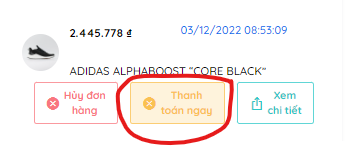 2.445.778 ₫ 03/12/2022 08:53:09
ADIDAS ALPHABOOST "CORE BLACK"
Hủy đơn
hàng
Thanh
toán ngay
Xem
chi tiết